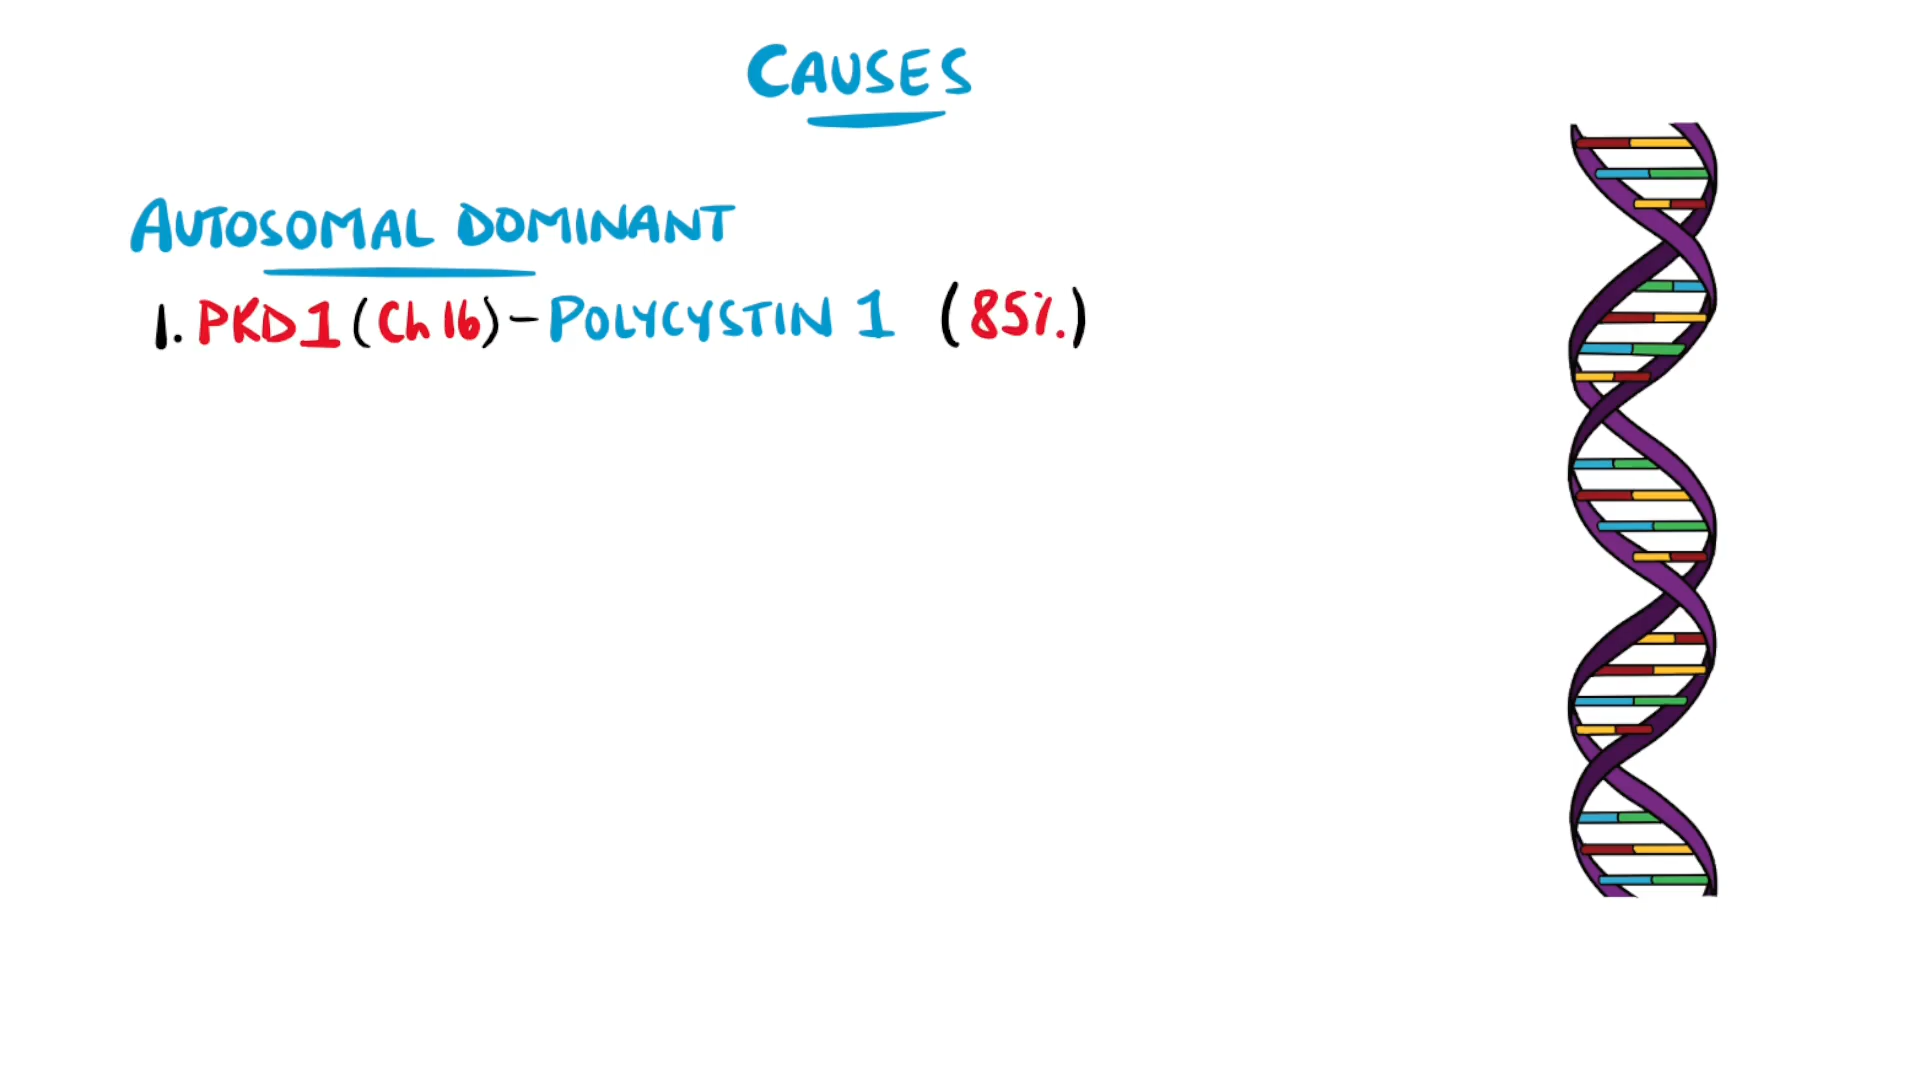 CAUSES
AUTOSOMAL DOMINANT
1. PKD1 (Ch 16) - POLYCYSTIN 1 (85%)